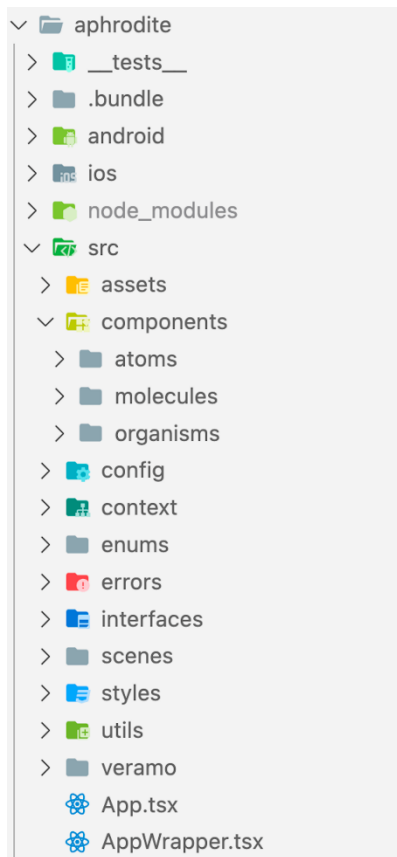 aphrodite
__tests__
.bundle
android
ios
node_modules
src
assets
components
atoms
molecules
organisms
config
context
enums
errors
interfaces
scenes
styles
utils
veramo
App.tsx
AppWrapper.tsx